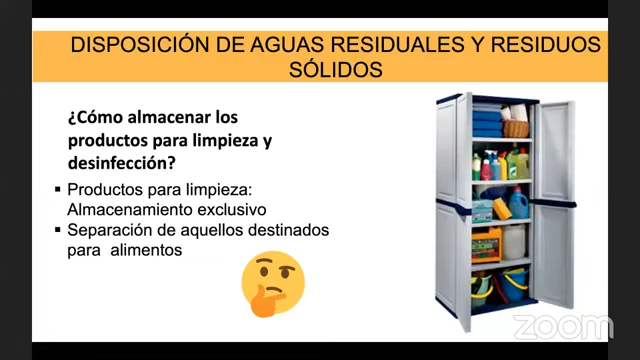 DISPOSICIÓN DE AGUAS RESIDUALES Y RESIDUOS
SÓLIDOS
¿Cómo almacenar los
productos para limpieza y
desinfección?
▪ Productos para limpieza:
Almacenamiento exclusivo
▪ Separación de aquellos destinados
para alimentos
zoom